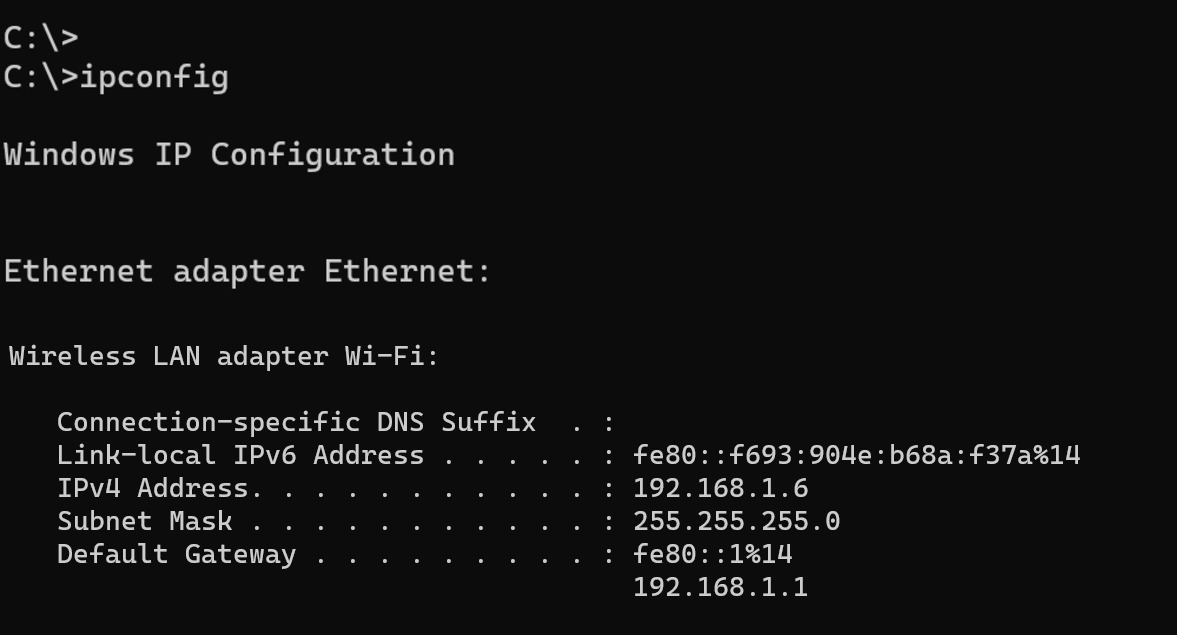 C:\>
C:\>ipconfig
Windows IP Configuration
Ethernet adapter Ethernet:
Wireless LAN adapter Wi-Fi:
Connection-specific DNS Suffix  . :
Link-local IPv6 Address . . . . . : fe80::f693:904e:b68a:f37a%14
IPv4 Address. . . . . . . . . . . : 192.168.1.6
Subnet Mask . . . . . . . . . . . : 255.255.255.0
Default Gateway . . . . . . . . . : fe80::1%14
192.168.1.1